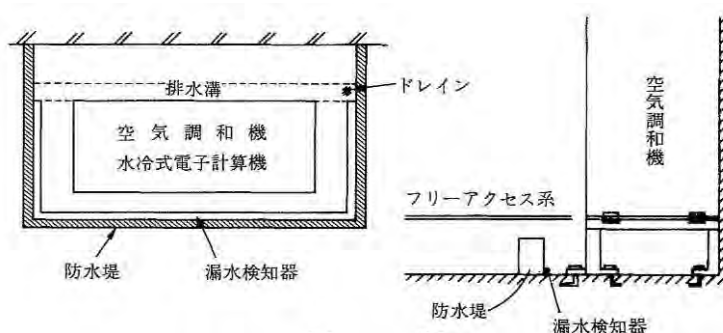 排水溝
ドレイン
空気調和機
水冷式電子計算機
防水堤
漏水検知器
空気調和機
フリーアクセス系
防水堤
漏水検知器